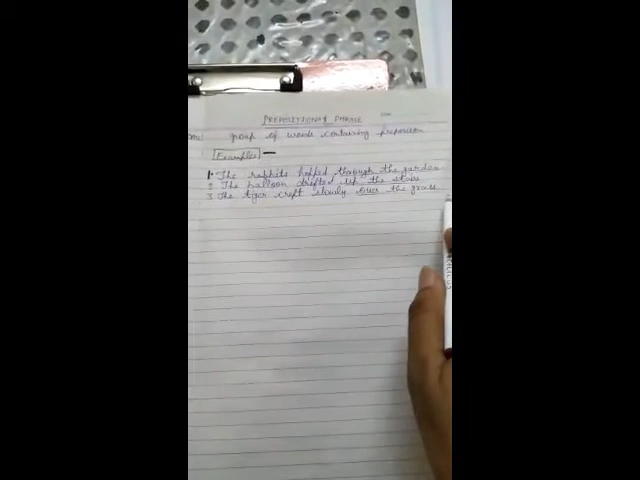 PREPOSITIONAL PHRASE
group of words containing preposition
Examples -
1. The rabbits hopped through the garden
2 The balloon drifted up the stairs
3 The tiger crept slowly over the grass